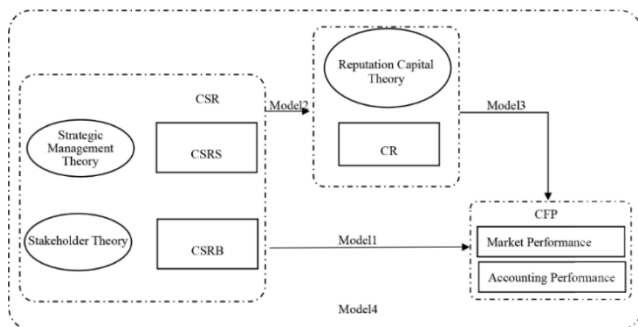 Reputation Capital
Theory
CSR
Model2
Model3
Strategic
Management
Theory
CSRS
CR
CFP
Stakeholder Theory
CSRB
Model1
Market Performance
Accounting Performance
Model4